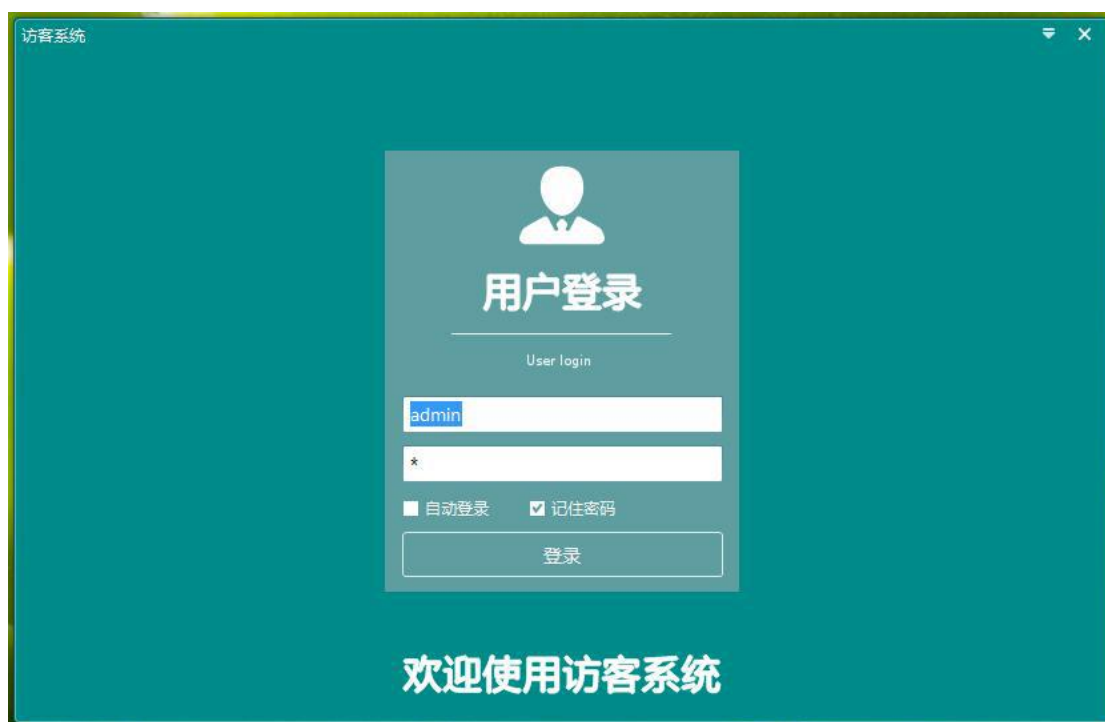 访客系统
用户登录
User login
admin
*
自动登录 记住密码
登录
欢迎使用访客系统